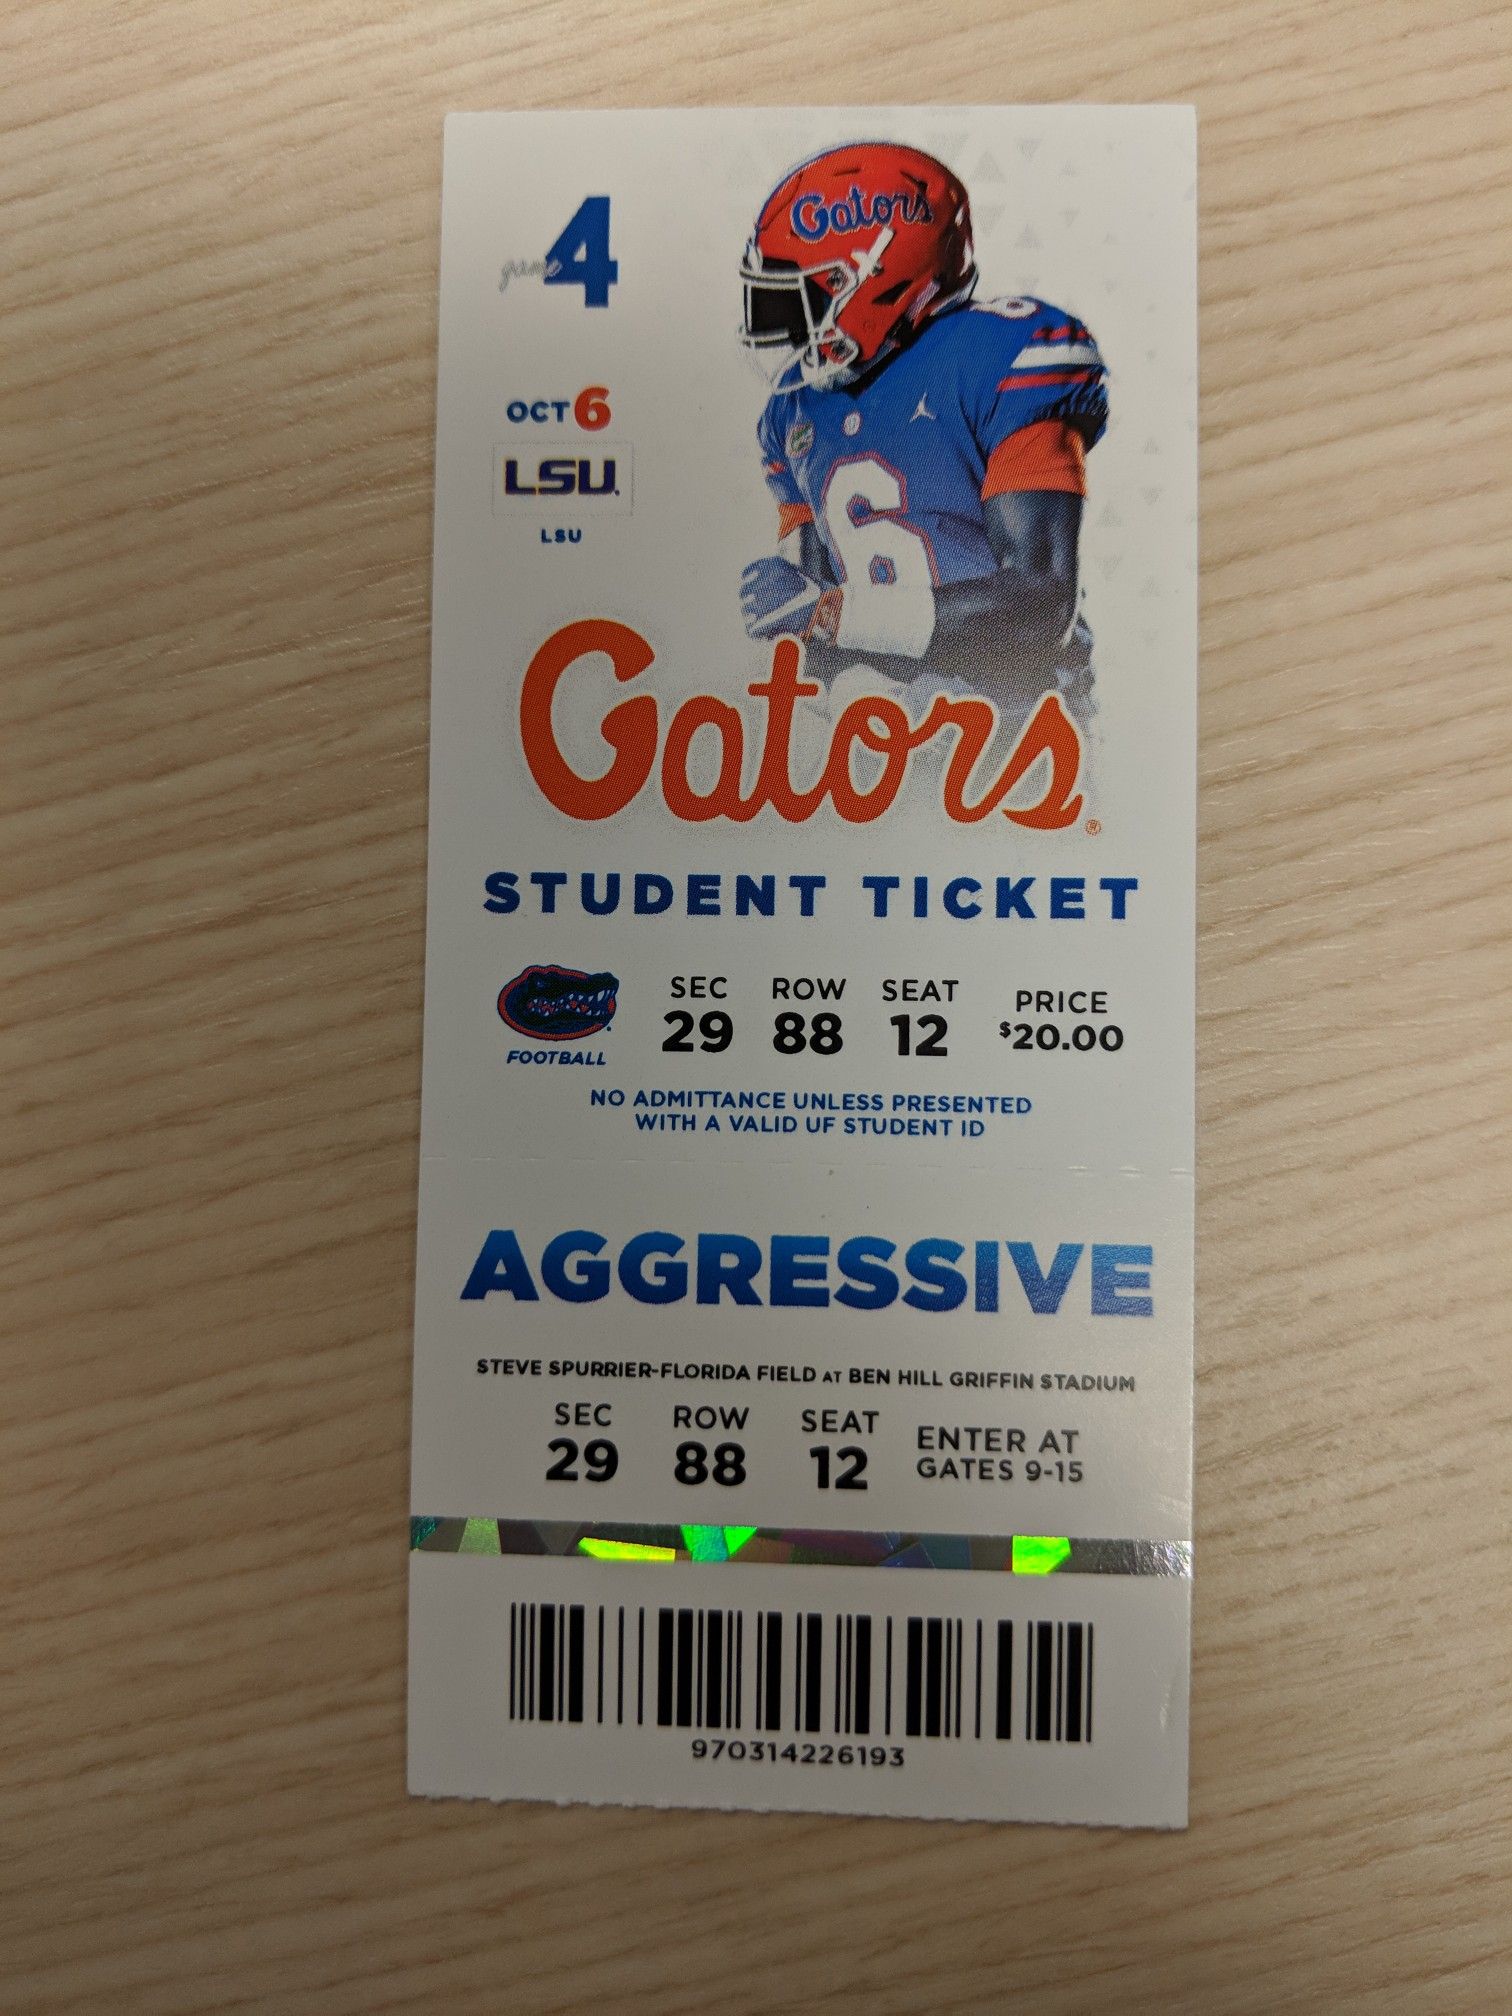 game 4
Gators
OCT 6
LSU
LSU
6
6
Gators
STUDENT TICKET
SEC ROW SEAT PRICE
29 88 12 $20.00
FOOTBALL
NO ADMITTANCE UNLESS PRESENTED
WITH A VALID UF STUDENT ID
AGGRESSIVE
STEVE SPURRIER-FLORIDA FIELD AT BEN HILL GRIFFIN STADIUM
SEC ROW SEAT ENTER AT
29 88 12 GATES 9-15
970314226193